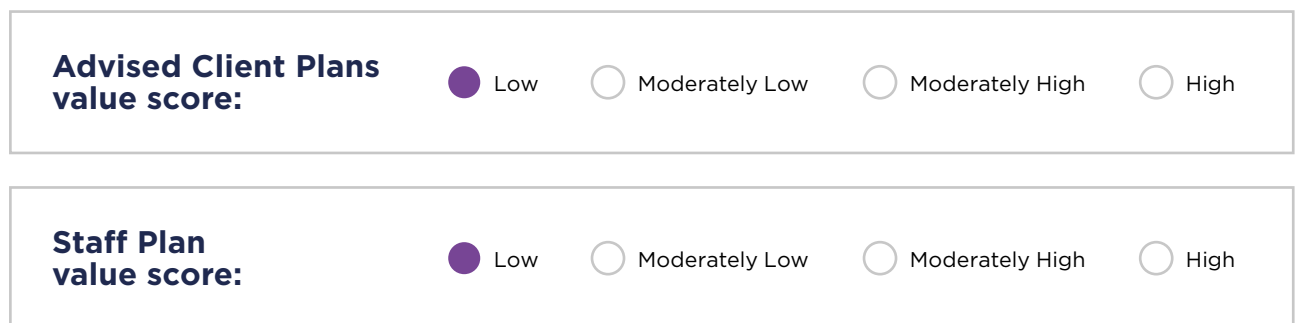 Advised Client Plans
value score:
Low Moderately Low Moderately High High
Staff Plan
value score:
Low Moderately Low Moderately High High